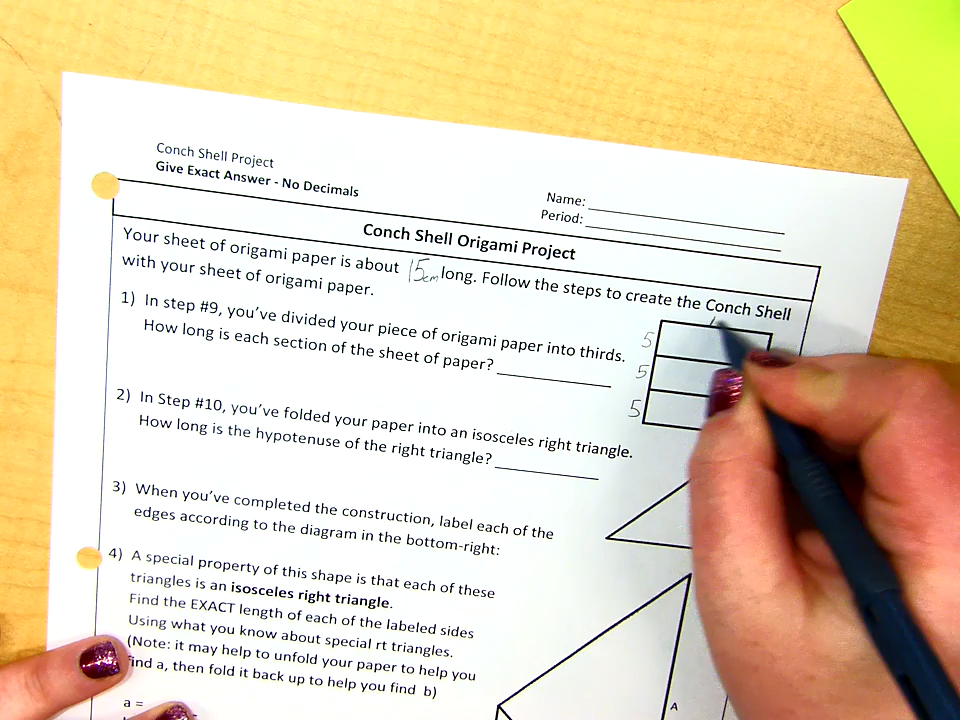 Conch Shell Project
Give Exact Answer - No Decimals
Name:
Period:
Conch Shell Origami Project
Your sheet of origami paper is about 15cm long. Follow the steps to create the Conch Shell
with your sheet of origami paper.
1) In step #9, you've divided your piece of origami paper into thirds.
How long is each section of the sheet of paper?
5
5
5
2) In Step #10, you've folded your paper into an isosceles right triangle.
How long is the hypotenuse of the right triangle?
3) When you've completed the construction, label each of the
edges according to the diagram in the bottom-right:
4) A special property of this shape is that each of these
triangles is an isosceles right triangle.
Find the EXACT length of each of the labeled sides
Using what you know about special rt triangles.
(Note: it may help to unfold your paper to help you
find a, then fold it back up to help you find b)
a =
A